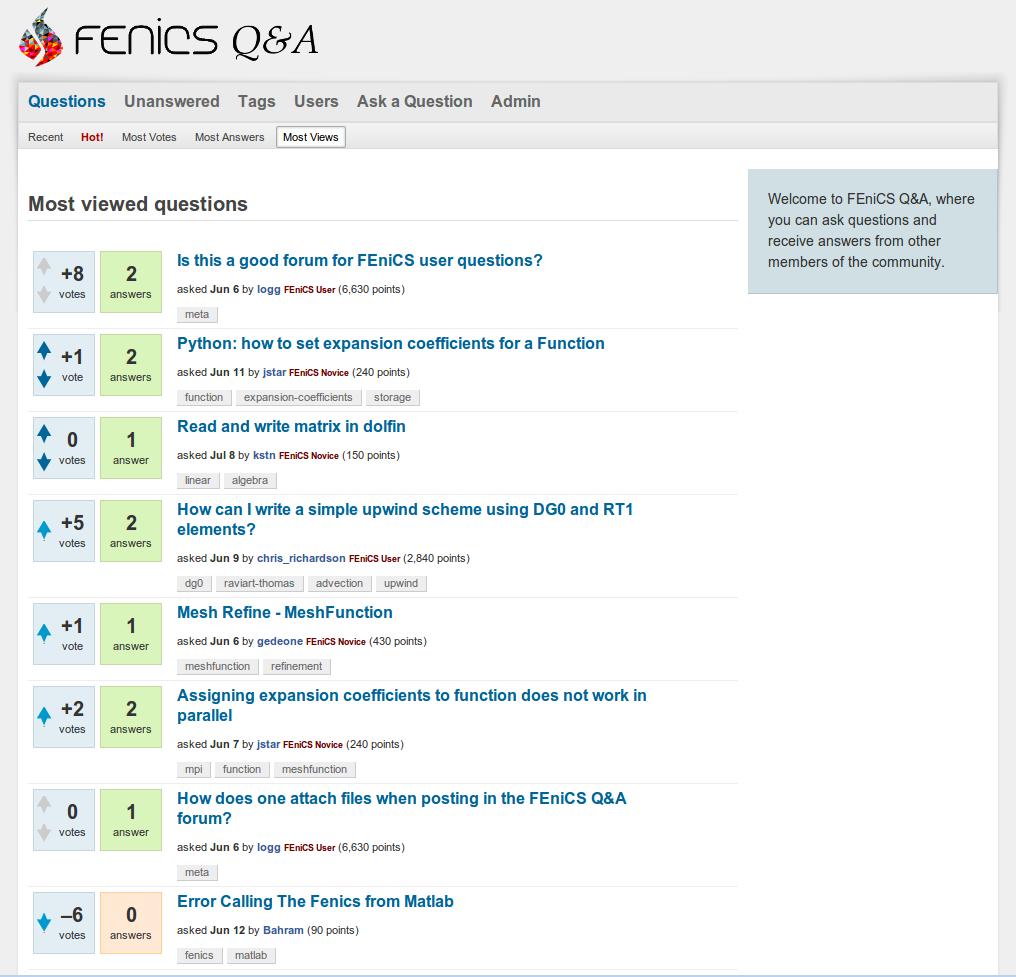 FENICS Q&A
Questions Unanswered Tags Users Ask a Question Admin
Recent Hot! Most Votes Most Answers Most Views
Most viewed questions
Welcome to FEniCS Q&A, where
you can ask questions and
receive answers from other
members of the community.
+8
votes
2
answers
Is this a good forum for FEniCS user questions?
asked Jun 6 by logg FEniCS User (6,630 points)
meta
+1
vote
2
answers
Python: how to set expansion coefficients for a Function
asked Jun 11 by jstar FEniCS Novice (240 points)
function expansion-coefficients storage
0
votes
1
answer
Read and write matrix in dolfin
asked Jul 8 by kstn FEniCS Novice (150 points)
linear algebra
+5
votes
2
answers
How can I write a simple upwind scheme using DG0 and RT1
elements?
asked Jun 9 by chris_richardson FEniCS User (2,840 points)
dg0 raviart-thomas advection upwind
+1
vote
1
answer
Mesh Refine - MeshFunction
asked Jun 6 by gedeone FEniCS Novice (430 points)
meshfunction refinement
+2
votes
2
answers
Assigning expansion coefficients to function does not work in
parallel
asked Jun 7 by jstar FEniCS Novice (240 points)
mpi function meshfunction
0
votes
1
answer
How does one attach files when posting in the FEniCS Q&A
forum?
asked Jun 6 by logg FEniCS User (6,630 points)
meta
–6
votes
0
answers
Error Calling The Fenics from Matlab
asked Jun 12 by Bahram (90 points)
fenics matlab